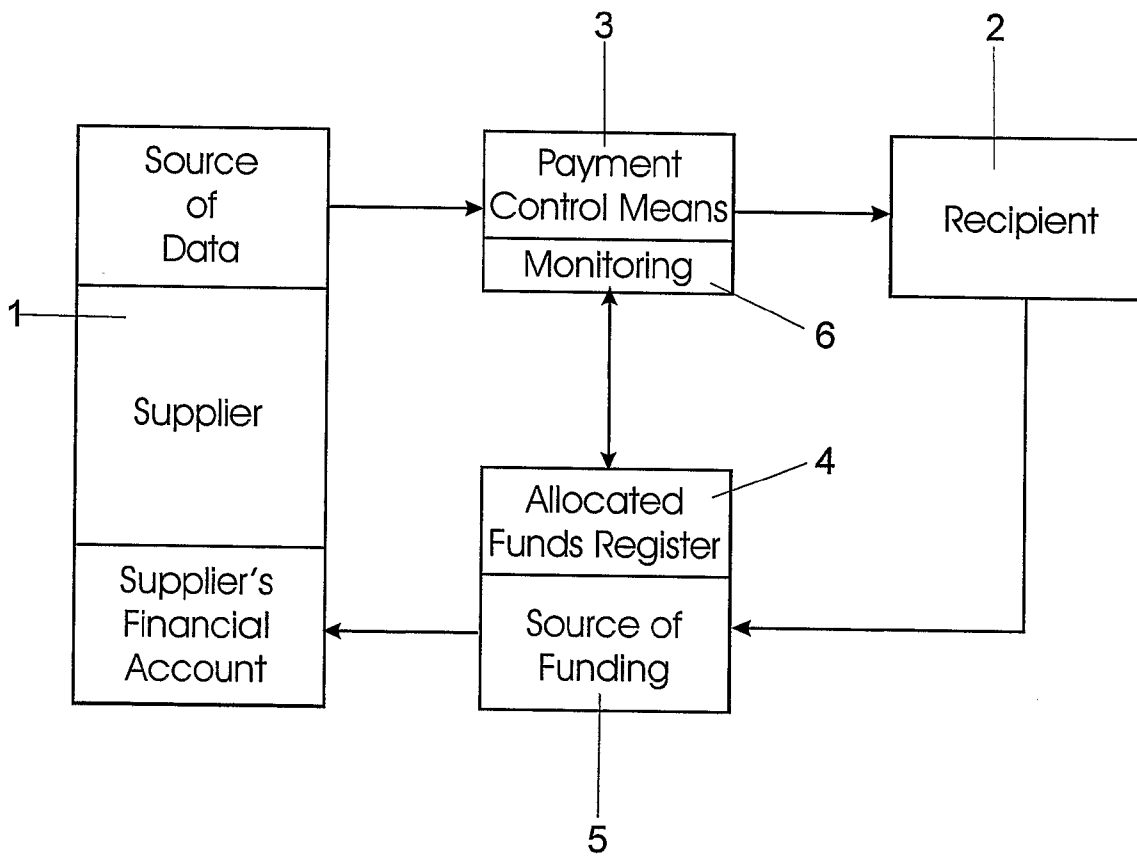 3
2
Source
of
Data
Payment
Control Means
Monitoring
Recipient
1
6
Supplier
4
Allocated
Funds Register
Supplier's
Financial
Account
Source of
Funding
5